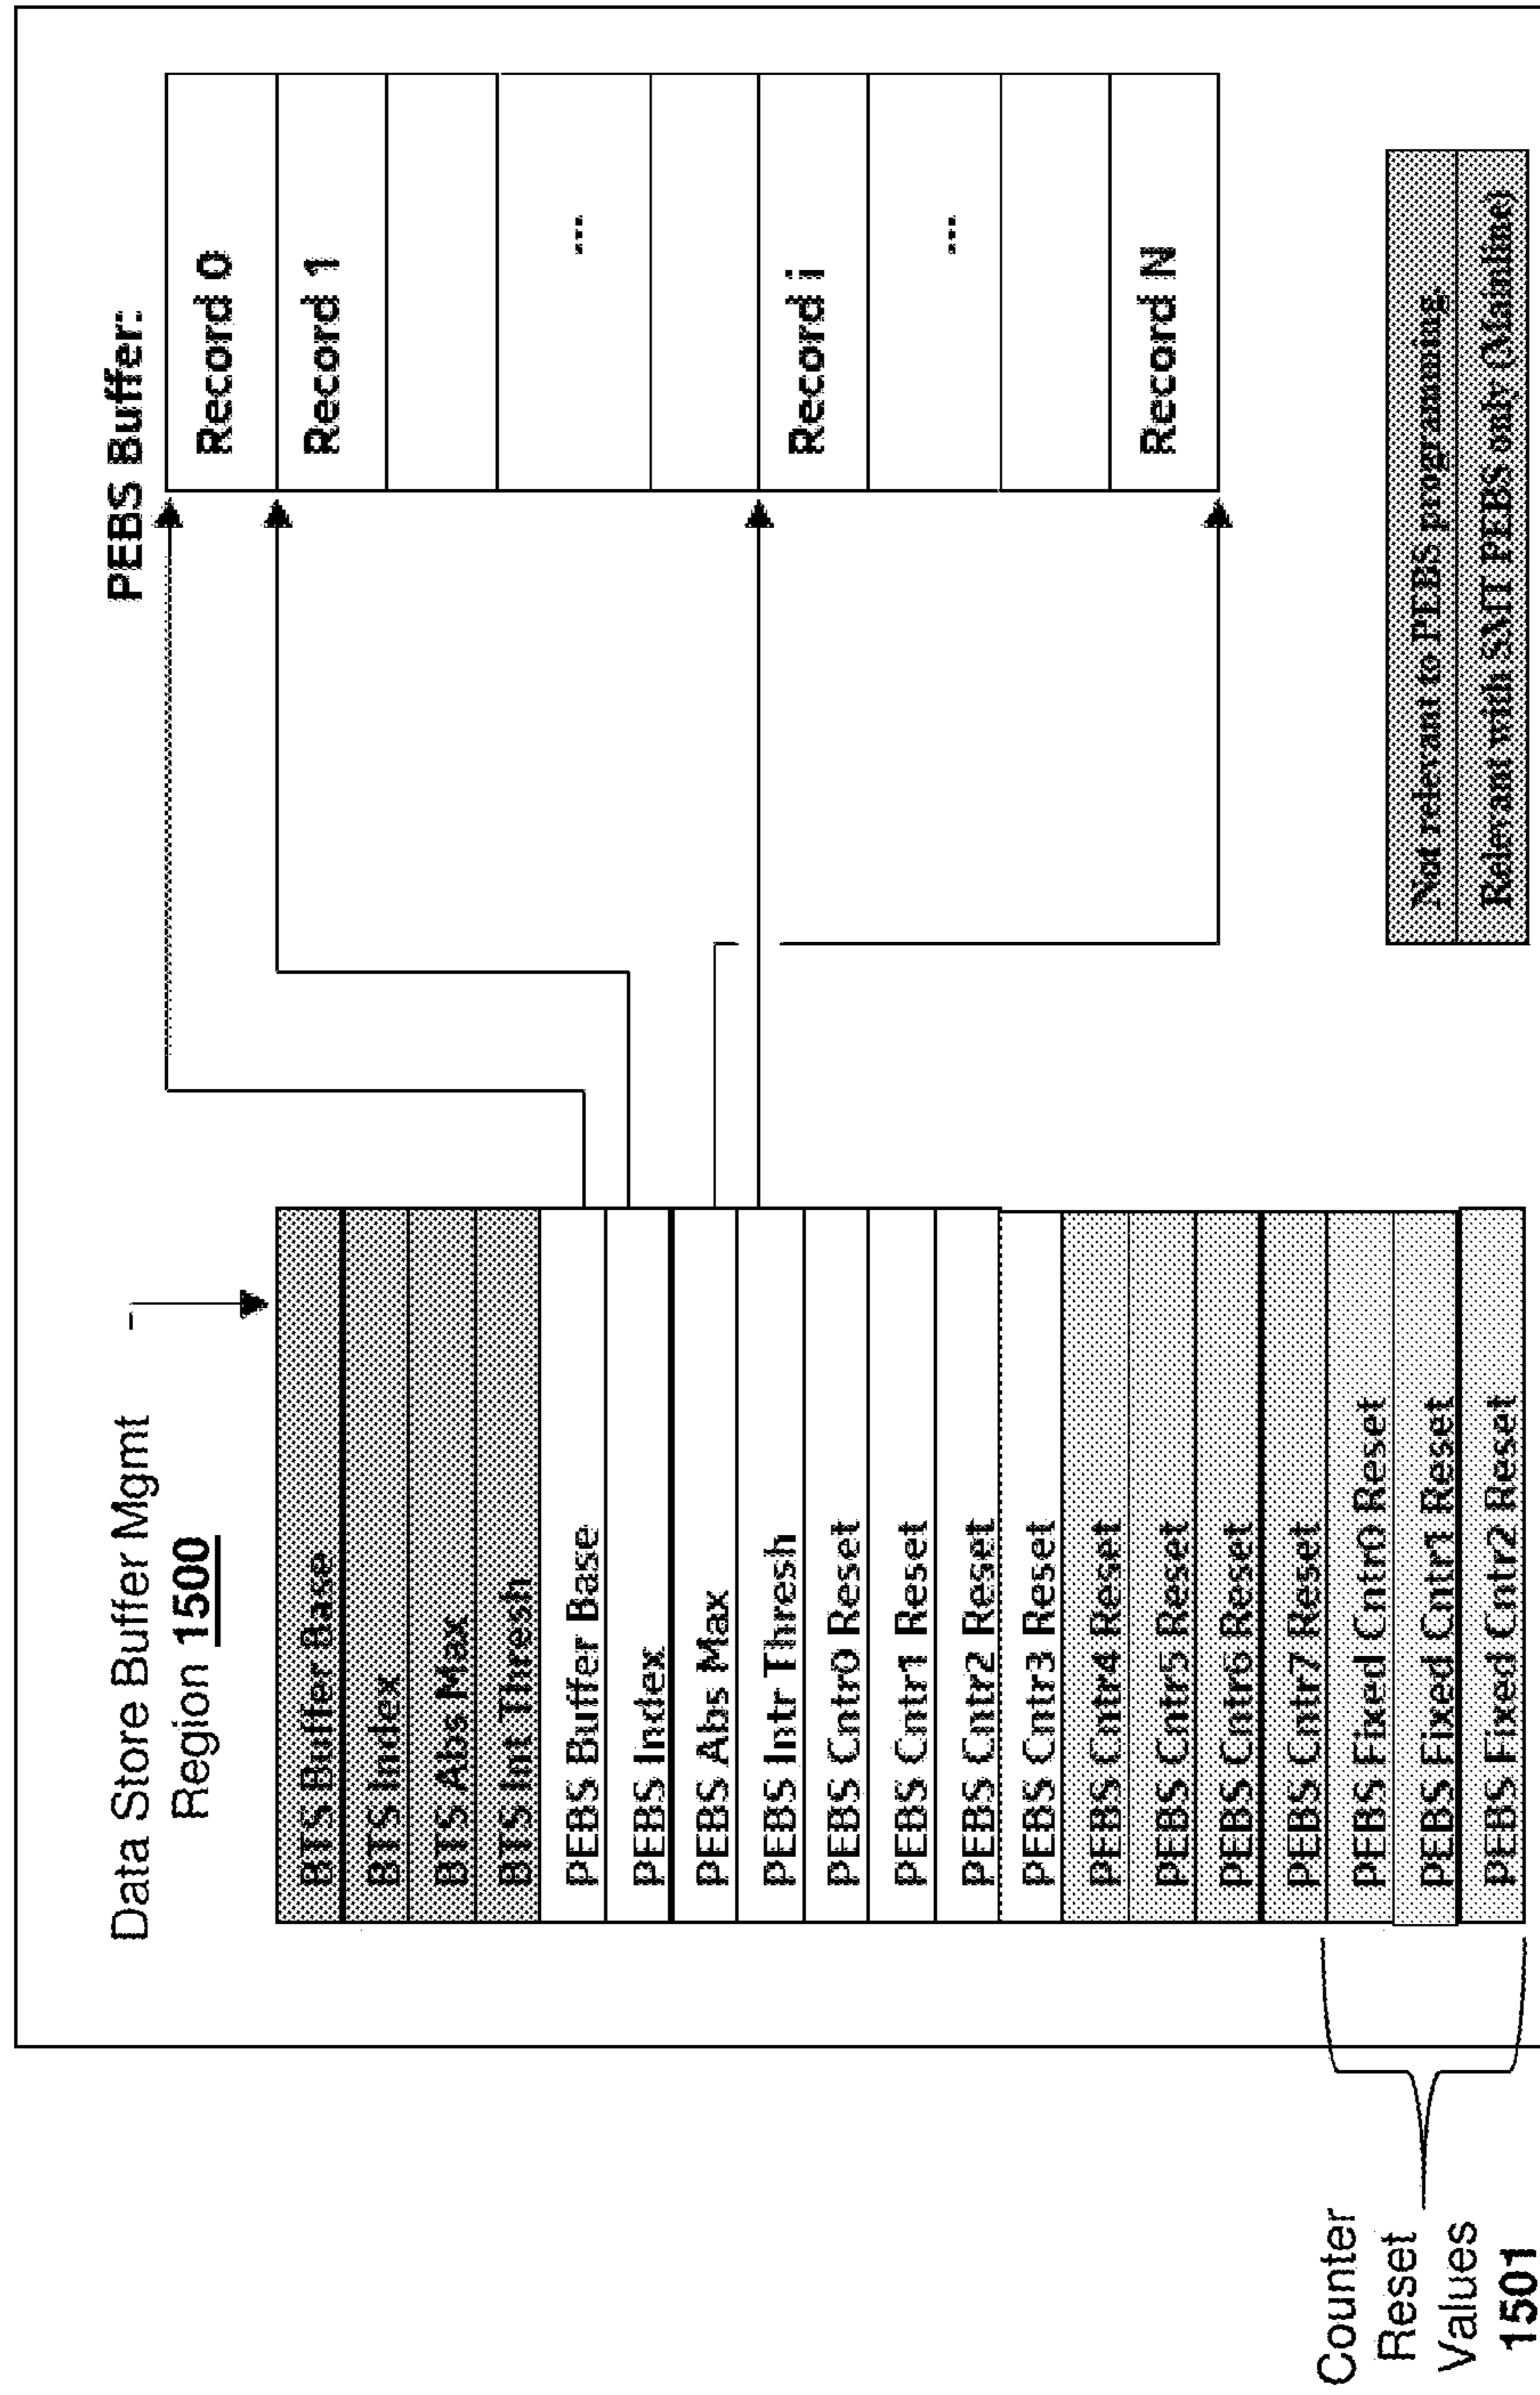 Data Store Buffer Mgmt
Region 1500
BTS Buffer Base
BTS Index
BTS Abs Max
BTS Int Thresh
PEBS Buffer Base
PEBS Index
PEBS Abs Max
PEBS Intr Thresh
PEBS Cntr0 Reset
PEBS Cntr1 Reset
PEBS Cntr2 Reset
PEBS Cntr3 Reset
PEBS Cntr4 Reset
PEBS Cntr5 Reset
PEBS Cntr6 Reset
PEBS Cntr7 Reset
PEBS Fixed Cntr0 Reset
PEBS Fixed Cntr1 Reset
PEBS Fixed Cntr2 Reset
Counter
Reset
Values
1501
PEBS Buffer:
Record 0
Record 1
...
Record i
...
Record N
Not relevant to PEBS programming.
Relevant with SMT PEBS only (Mainline)